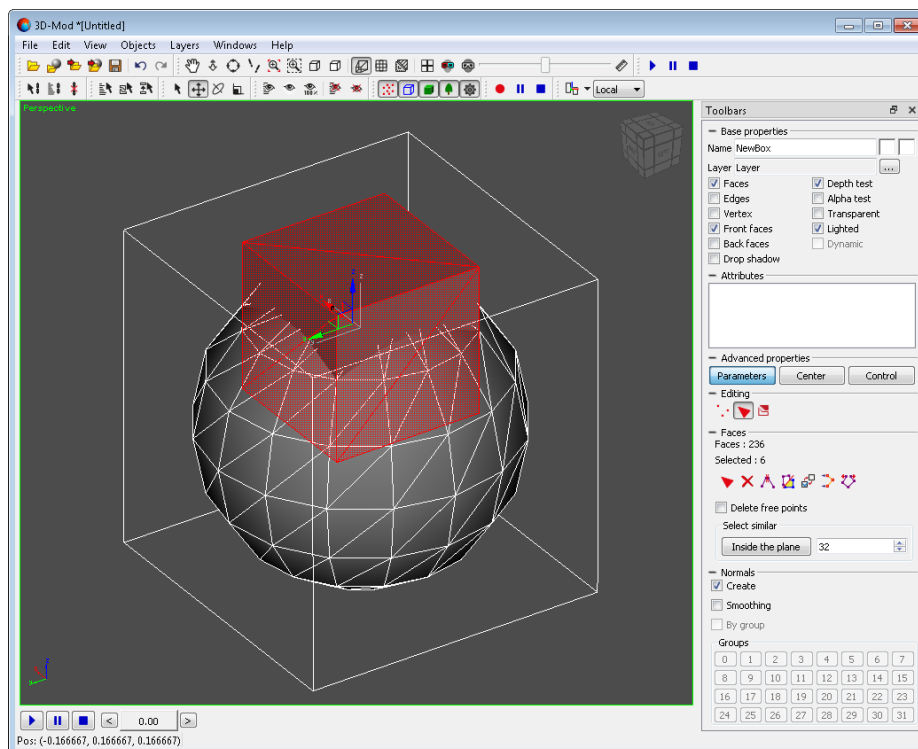 3D-Mod *[Untitled]
File Edit View Objects Layers Windows Help
100%
Local
Perspective
Toolbars
Base properties
Name NewBox
Layer Layer ...
Faces Depth test
Edges Alpha test
Vertex Transparent
Front faces Lighted
Back faces Dynamic
Drop shadow
Attributes
Advanced properties
Parameters Center Control
Editing
Faces
Faces : 236
Selected : 6
Delete free points
Select similar
Inside the plane 32
Normals
Create
Smoothing
By group
Groups
0 1 2 3 4 5 6 7
8 9 10 11 12 13 14 15
16 17 18 19 20 21 22 23
24 25 26 27 28 29 30 31
< 0.00 >
Pos: (-0.166667, 0.166667, 0.166667)